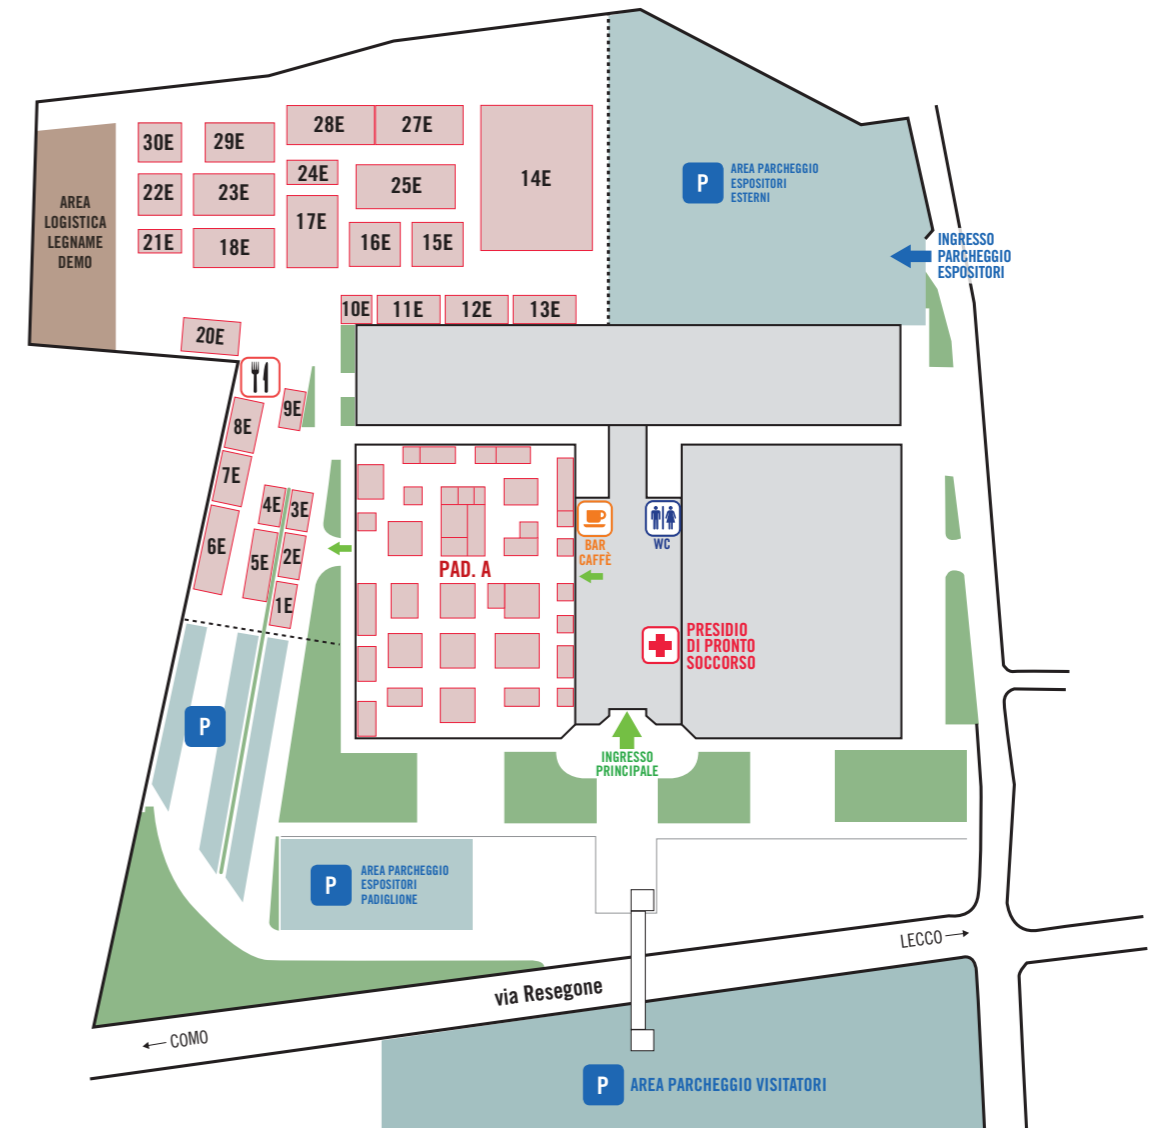 28E
27E
30E
29E
14E
24E
25E
22E
23E
17E
21E
18E
16E
15E
AREA
LOGISTICA
LEGNAME
DEMO
P
AREA PARCHEGGIO
ESPOSITORI
ESTERNI
INGRESSO
PARCHEGGIO
ESPOSITORI
10E
11E
12E
13E
20E
9E
8E
7E
4E
3E
6E
5E
2E
1E
PAD. A
BAR
CAFFÈ
WC
PRESIDIO
DI PRONTO
SOCCORSO
P
INGRESSO
PRINCIPALE
P
AREA PARCHEGGIO
ESPOSITORI
PADIGLIONE
LECCO
via Resegone
COMO
P
AREA PARCHEGGIO VISITATORI